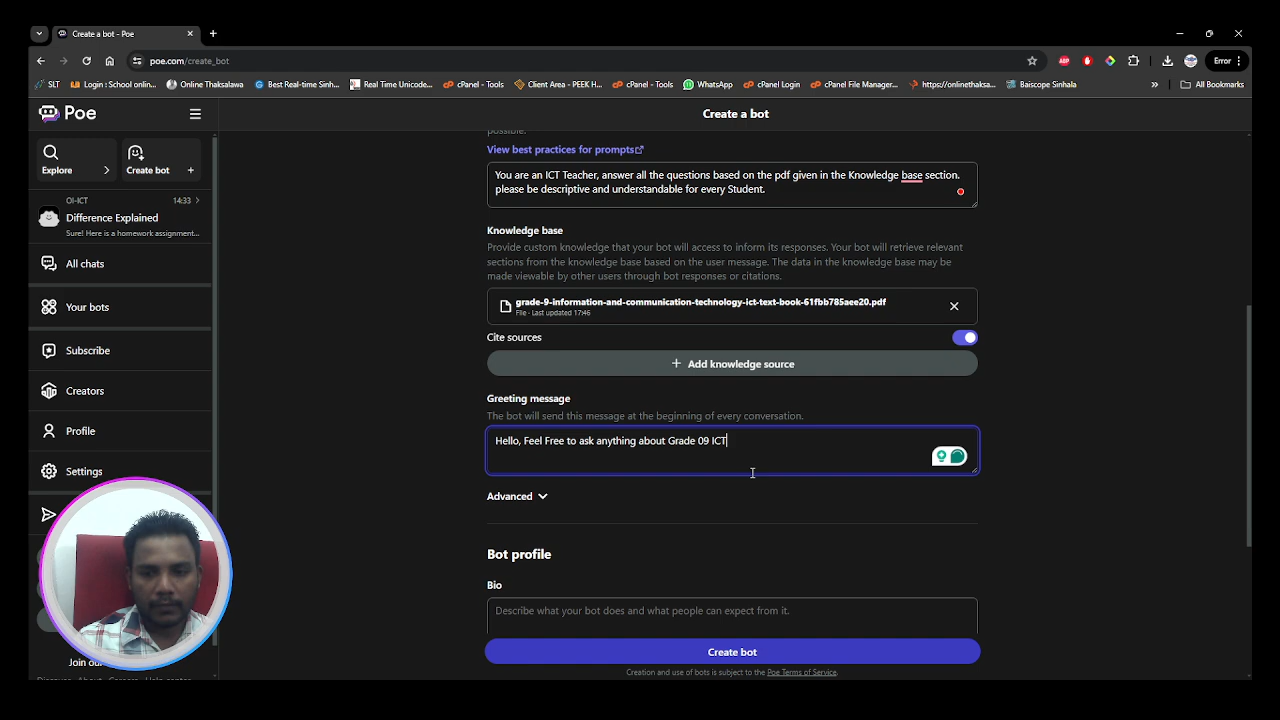 Create a bot - Poe
poe.com/create_bot
Error
SLT
Login : School onlin...
Online Thaksalawa
Best Real-time Sinh...
Real Time Unicode...
cPanel - Tools
Client Area - PEEK H...
cPanel - Tools
WhatsApp
cPanel Login
cPanel File Manager...
https://onlinethaksa...
Baiscope Sinhala
»
All Bookmarks
Poe
Create a bot
Explore
Create bot +
OI-ICT 14:33
Difference Explained
Sure! Here is a homework assignment...
All chats
Your bots
Subscribe
Creators
Profile
Settings
possible.
View best practices for prompts
You are an ICT Teacher, answer all the questions based on the pdf given in the Knowledge base section.
please be descriptive and understandable for every Student.
Knowledge base
Provide custom knowledge that your bot will access to inform its responses. Your bot will retrieve relevant
sections from the knowledge base based on the user message. The data in the knowledge base may be
made viewable by other users through bot responses or citations.
grade-9-information-and-communication-technology-ict-text-book-61fbb785aee20.pdf
File · Last updated 17:46
Cite sources
+ Add knowledge source
Greeting message
The bot will send this message at the beginning of every conversation.
Hello, Feel Free to ask anything about Grade 09 ICT
Advanced
Bot profile
Bio
Describe what your bot does and what people can expect from it.
Create bot
Creation and use of bots is subject to the Poe Terms of Service.
Join ou